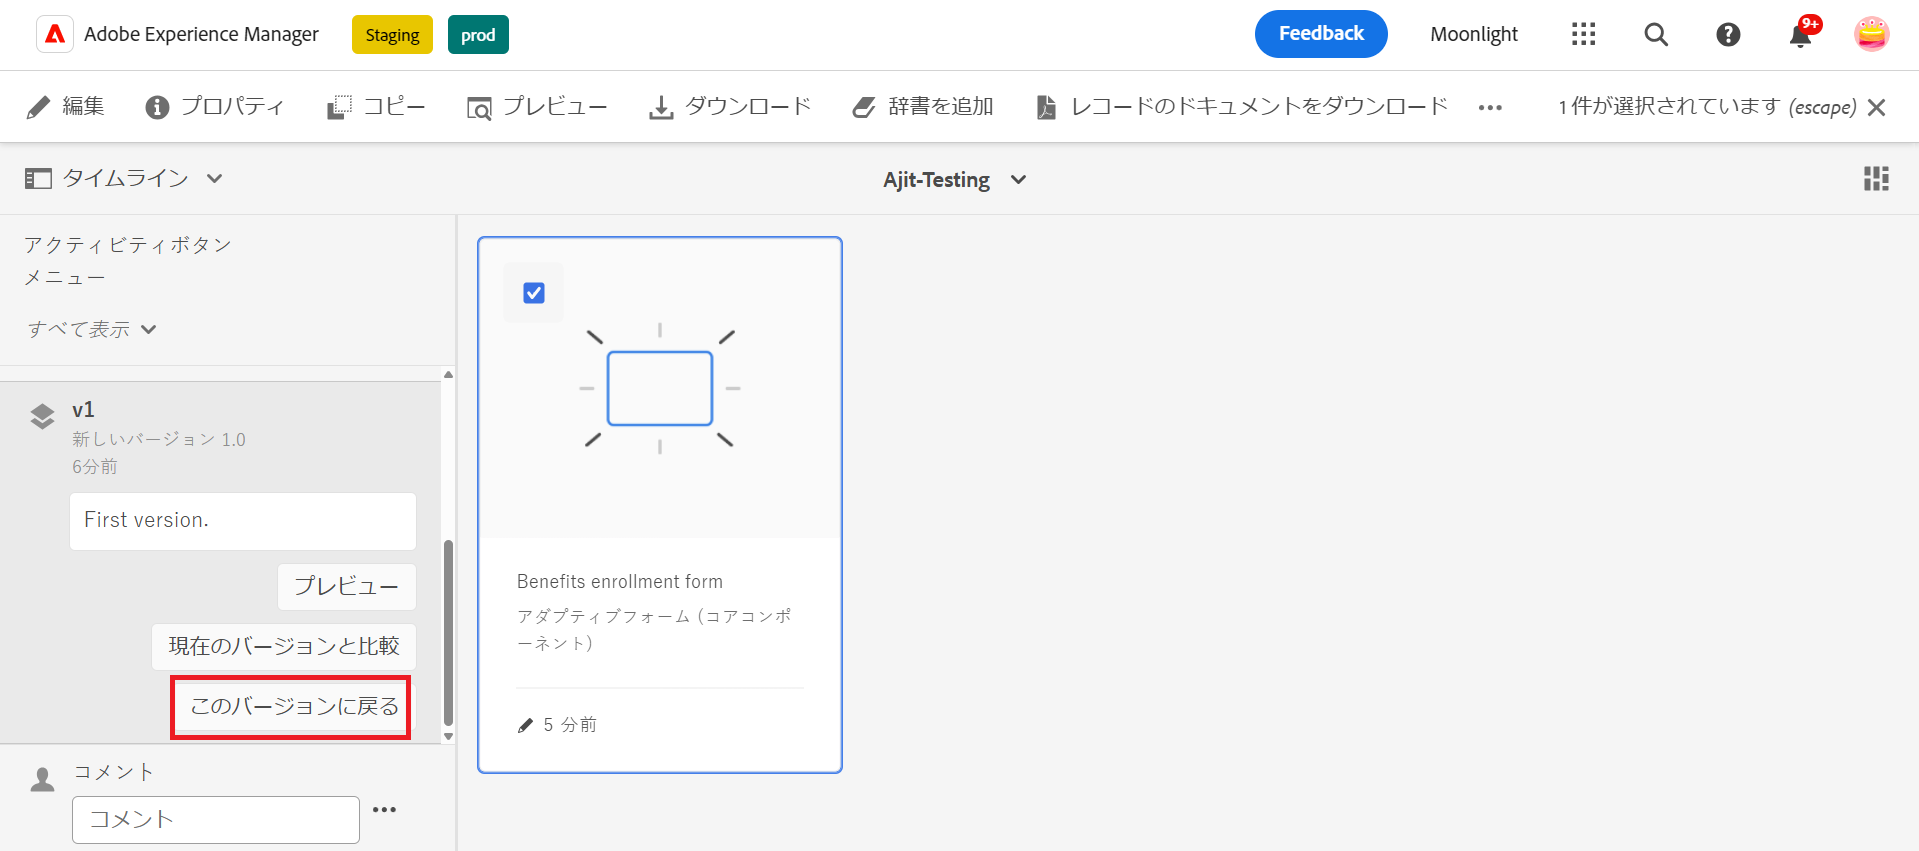 Adobe Experience Manager
Staging
prod
Feedback
Moonlight
9+
編集
プロパティ
コピー
プレビュー
ダウンロード
辞書を追加
レコードのドキュメントをダウンロード
1 件が選択されています (escape)
タイムライン
Ajit-Testing
アクティビティボタン
メニュー
すべて表示
v1
新しいバージョン 1.0
6分前
First version.
プレビュー
現在のバージョンと比較
このバージョンに戻る
コメント
コメント
Benefits enrollment form
アダプティブフォーム (コアコンポ
ーネント)
5 分前